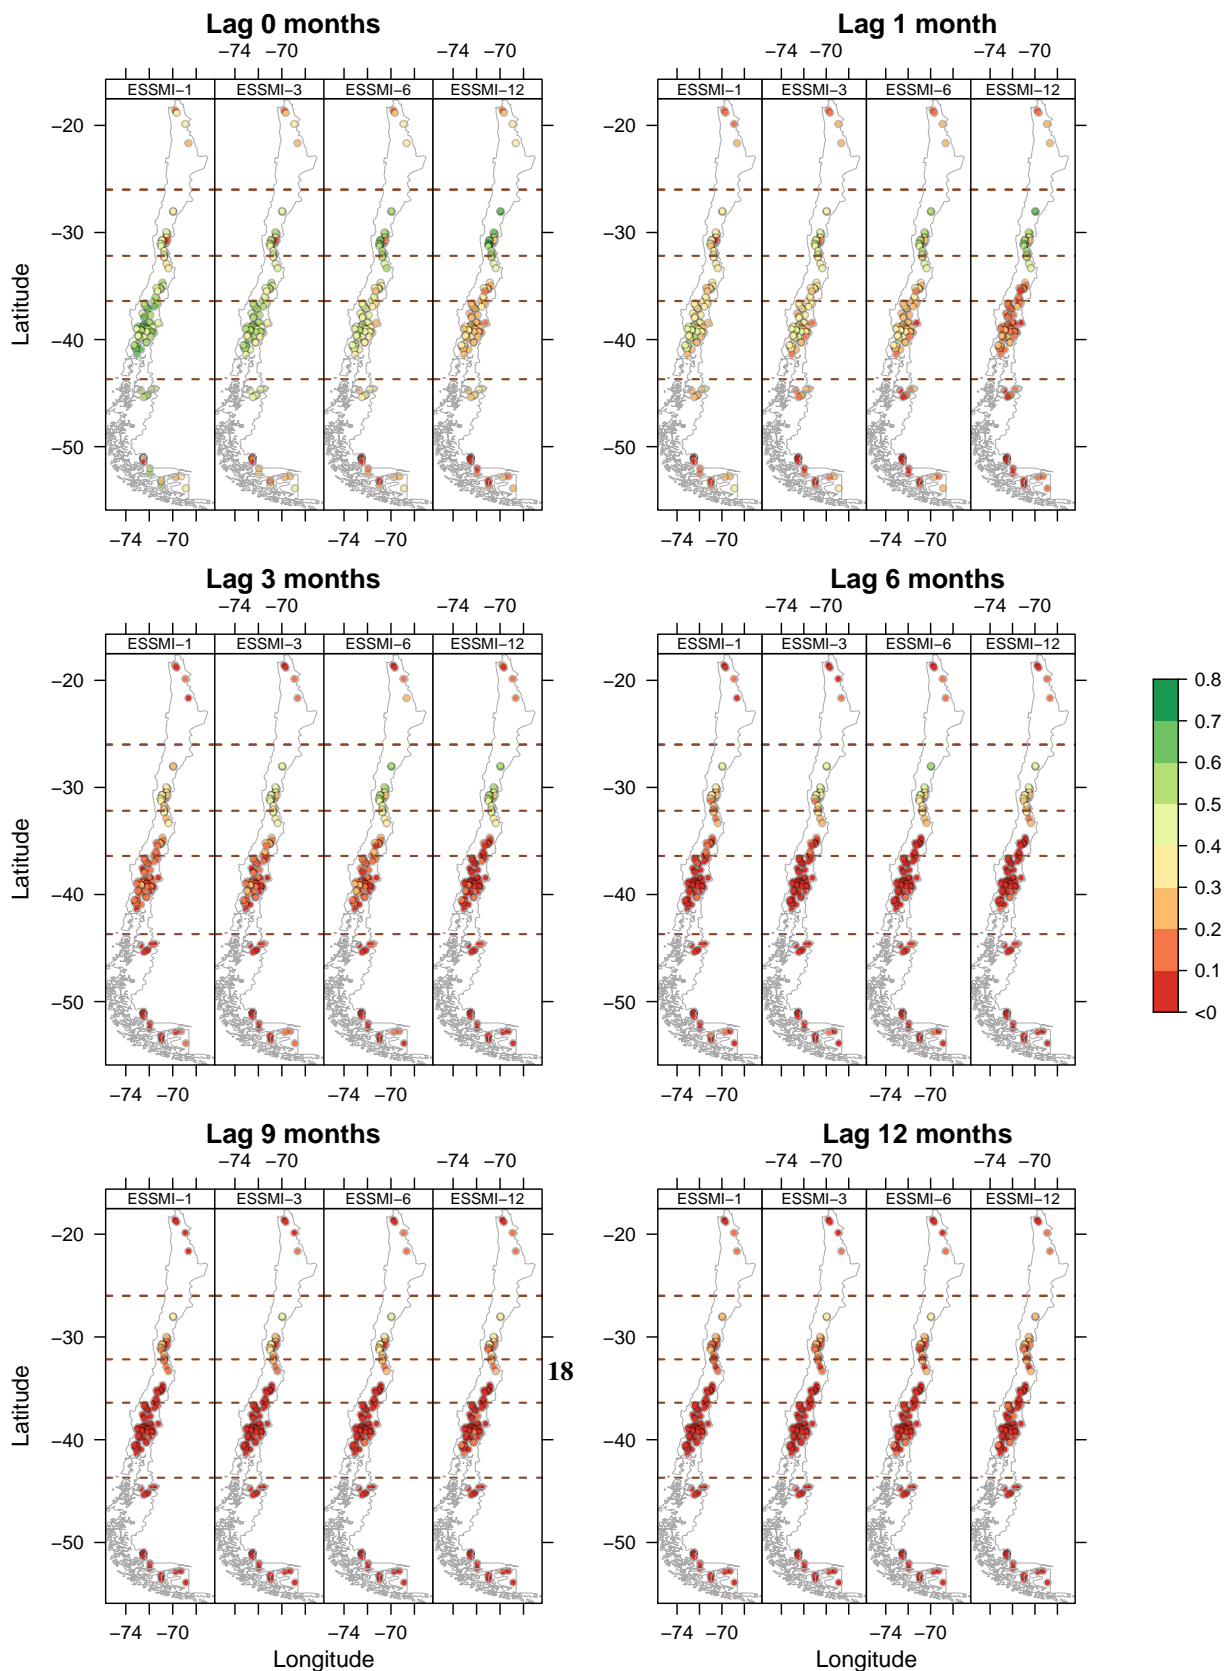 Lag 0 months Lag 1 month
−74 −70 −74 −70 −74 −70 −74 −70
ESSMI−1 ESSMI−3 ESSMI−6 ESSMI−12 ESSMI−1 ESSMI−3 ESSMI−6 ESSMI−12
−20 −20
−30 −30
−40 −40
−50 −50
Latitude Latitude
−74 −70 −74 −70 −74 −70 −74 −70
Lag 3 months Lag 6 months
−74 −70 −74 −70 −74 −70 −74 −70
ESSMI−1 ESSMI−3 ESSMI−6 ESSMI−12 ESSMI−1 ESSMI−3 ESSMI−6 ESSMI−12
−20 −20
−30 −30
−40 −40
−50 −50
Latitude Latitude
−74 −70 −74 −70 −74 −70 −74 −70
0.8
0.7
0.6
0.5
0.4
0.3
0.2
0.1
<0
Lag 9 months Lag 12 months
−74 −70 −74 −70 −74 −70 −74 −70
ESSMI−1 ESSMI−3 ESSMI−6 ESSMI−12 ESSMI−1 ESSMI−3 ESSMI−6 ESSMI−12
−20 −20
−30 −30
−40 −40
−50 −50
Latitude Latitude
18
−74 −70 −74 −70 −74 −70 −74 −70
Longitude Longitude